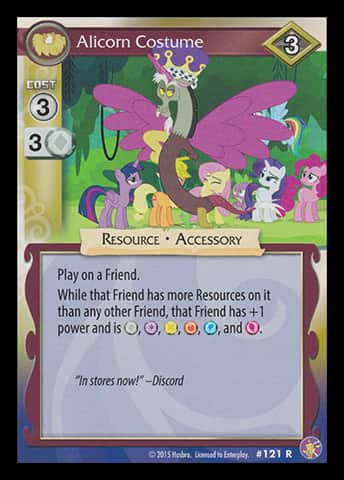 Alicorn Costume
3
COST
3
3
RESOURCE • ACCESSORY
Play on a Friend.
While that Friend has more Resources on it
than any other Friend, that Friend has +1
power and is , , , , , and .
"In stores now!" –Discord
© 2015 Hasbro. Licensed to Enterplay. #121 R